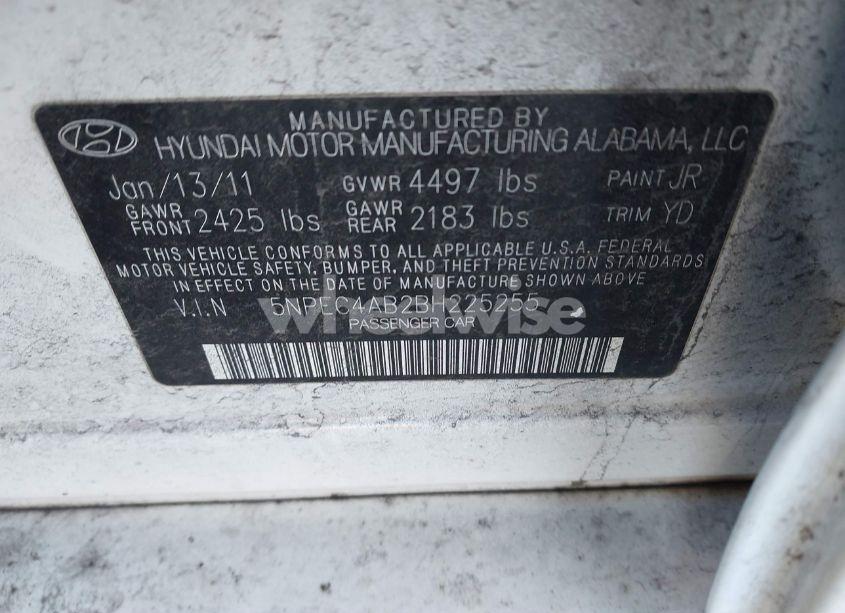 MANUFACTURED BY
HYUNDAI MOTOR MANUFACTURING ALABAMA, LLC
Jan/13/11 GVWR 4497 lbs PAINT JR
GAWR FRONT 2425 lbs GAWR REAR 2183 lbs TRIM YD
THIS VEHICLE CONFORMS TO ALL APPLICABLE U.S.A. FEDERAL
MOTOR VEHICLE SAFETY, BUMPER, AND THEFT PREVENTION STANDARDS
IN EFFECT ON THE DATE OF MANUFACTURE SHOWN ABOVE
V.I.N 5NPEC4AB2BH225255
wheelwise
PASSENGER CAR